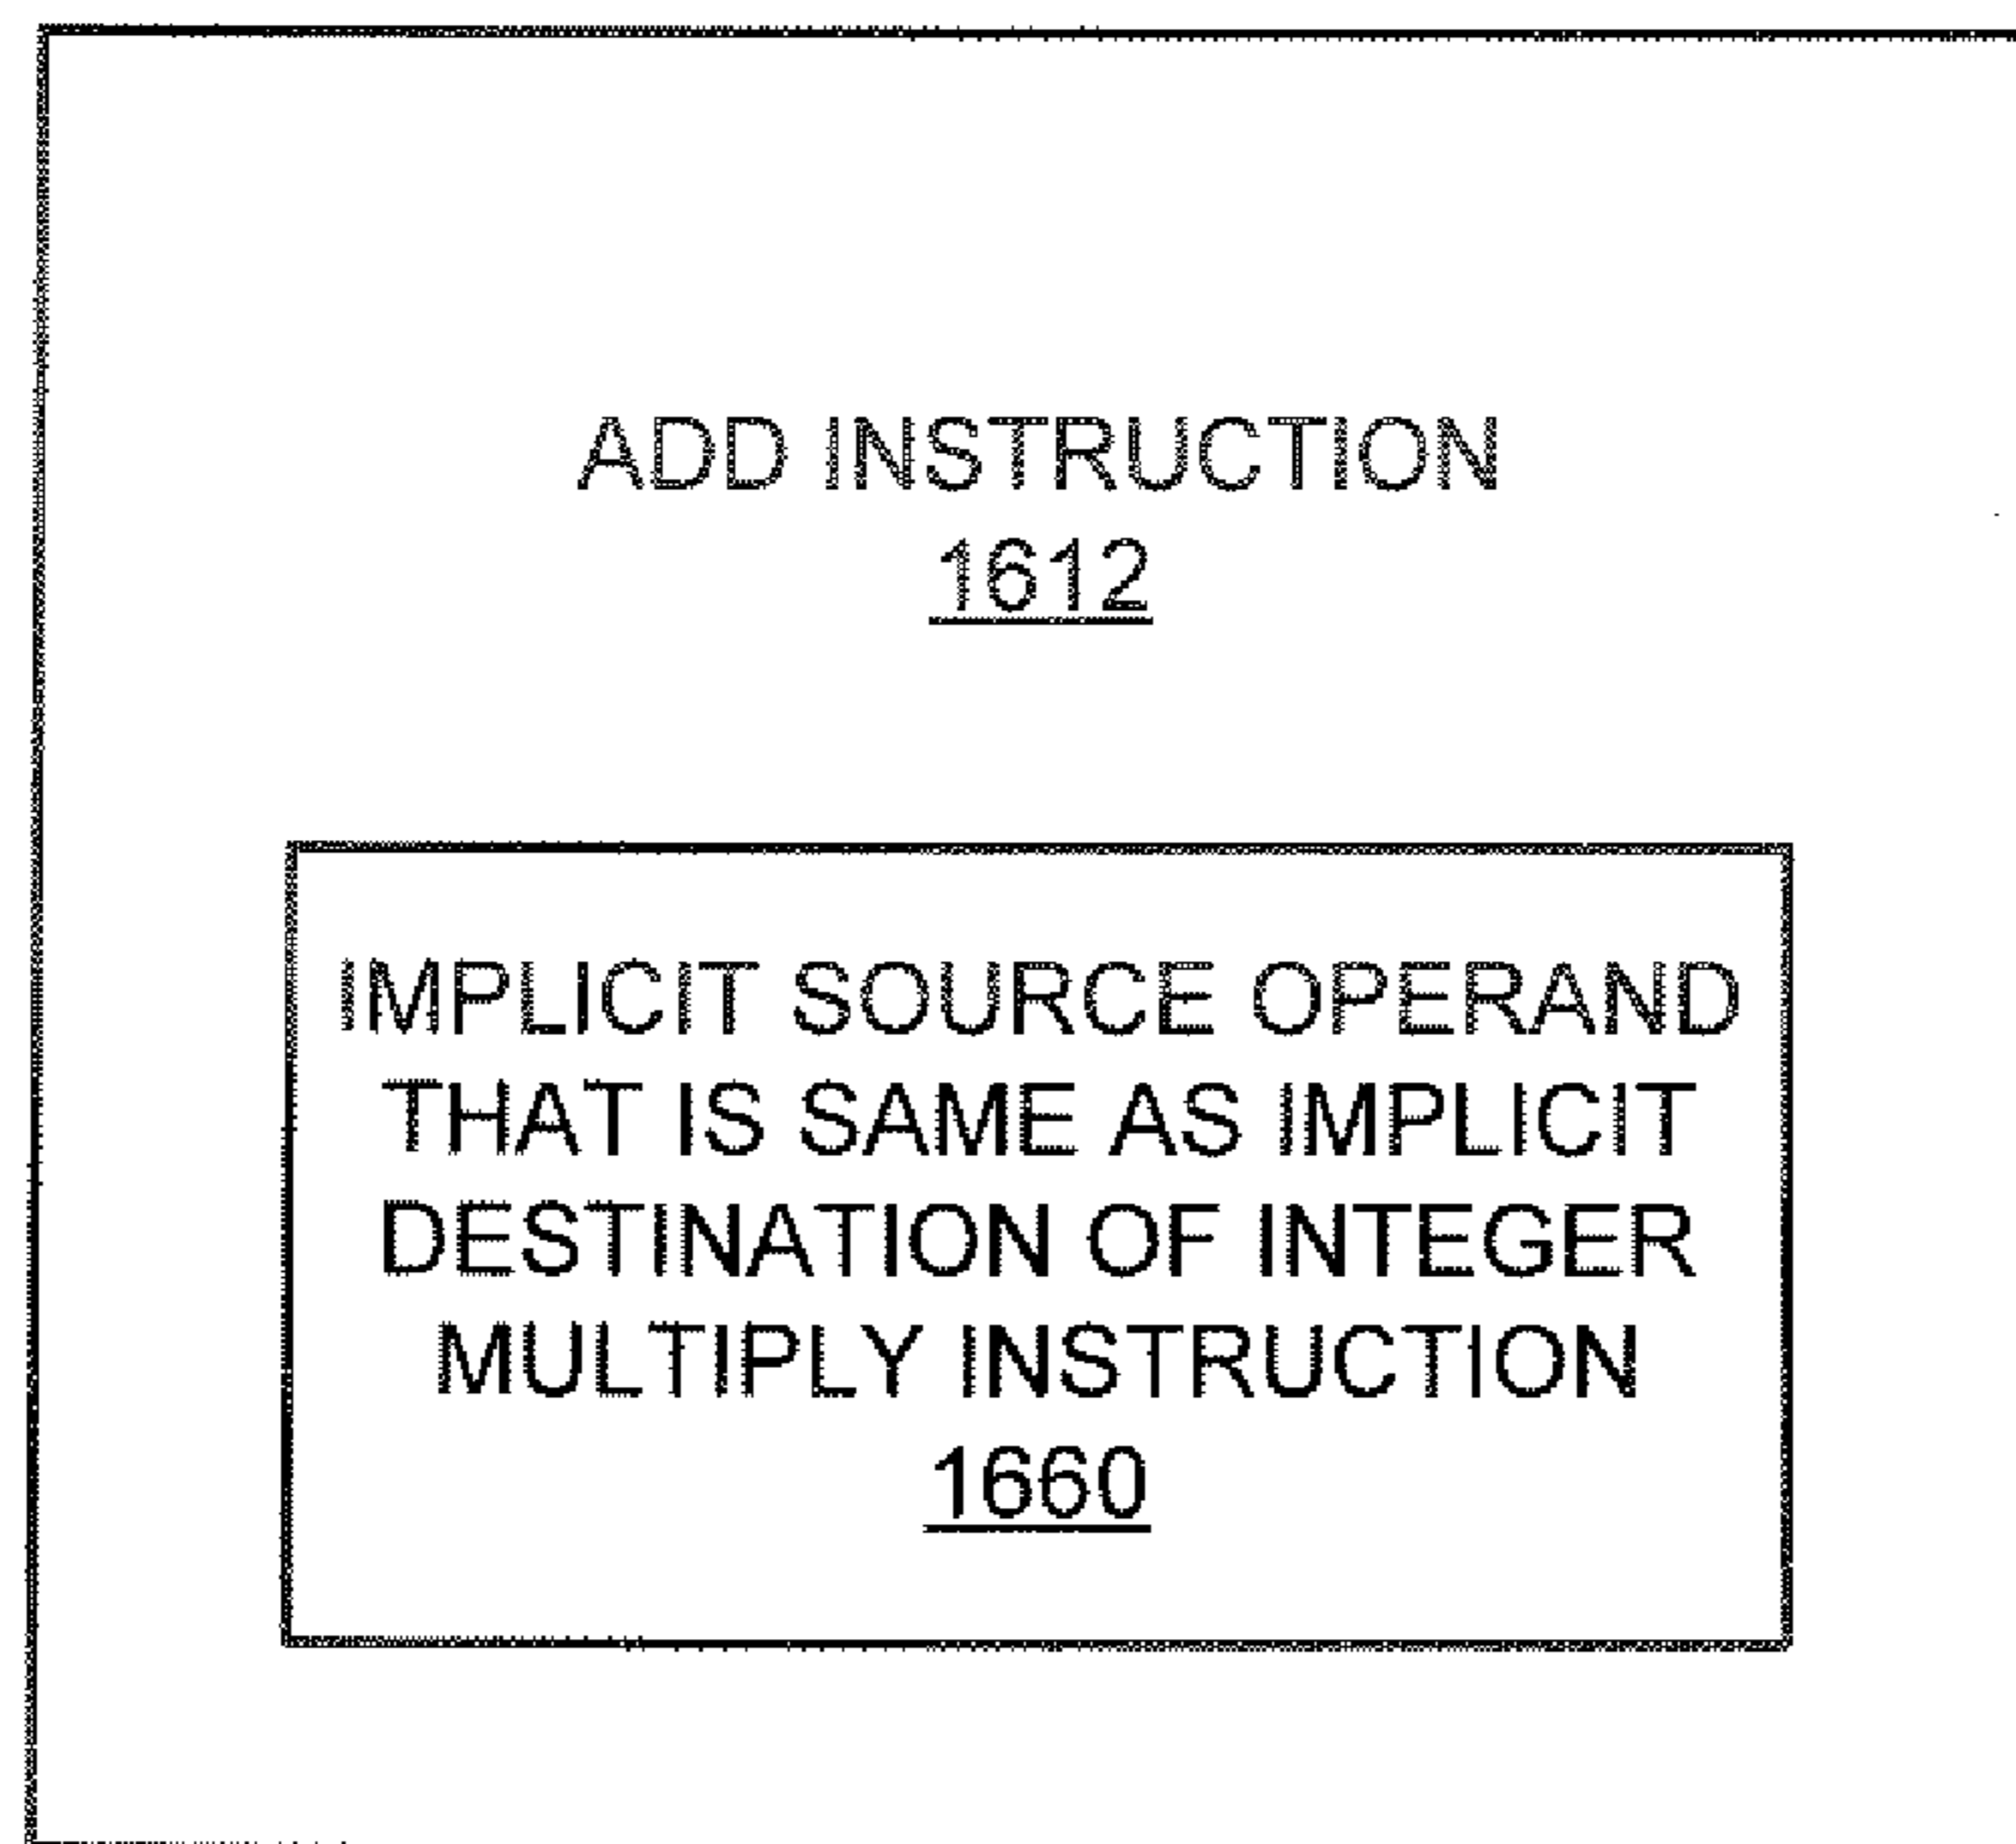 ADD INSTRUCTION
1612
IMPLICIT SOURCE OPERAND
THAT IS SAME AS IMPLICIT
DESTINATION OF INTEGER
MULTIPLY INSTRUCTION
1660